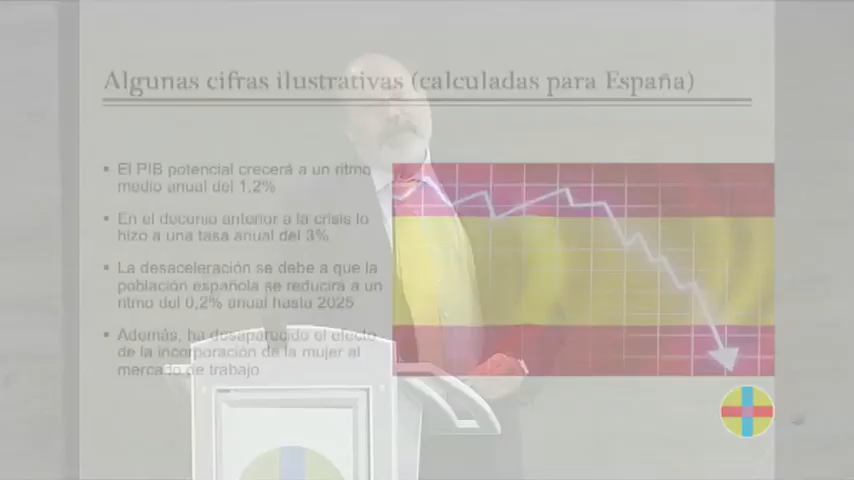 Algunas cifras ilustrativas (calculadas para España)
▪ El PIB potencial crecerá a un ritmo
medio anual del 1,2%
▪ En el decenio anterior a la crisis lo
hizo a una tasa anual del 3%
▪ La desaceleración se debe a que la
población española se reducirá a un
ritmo del 0,2% anual hasta 2025
▪ Además, ha desaparecido el efecto
de la incorporación de la mujer al
mercado de trabajo